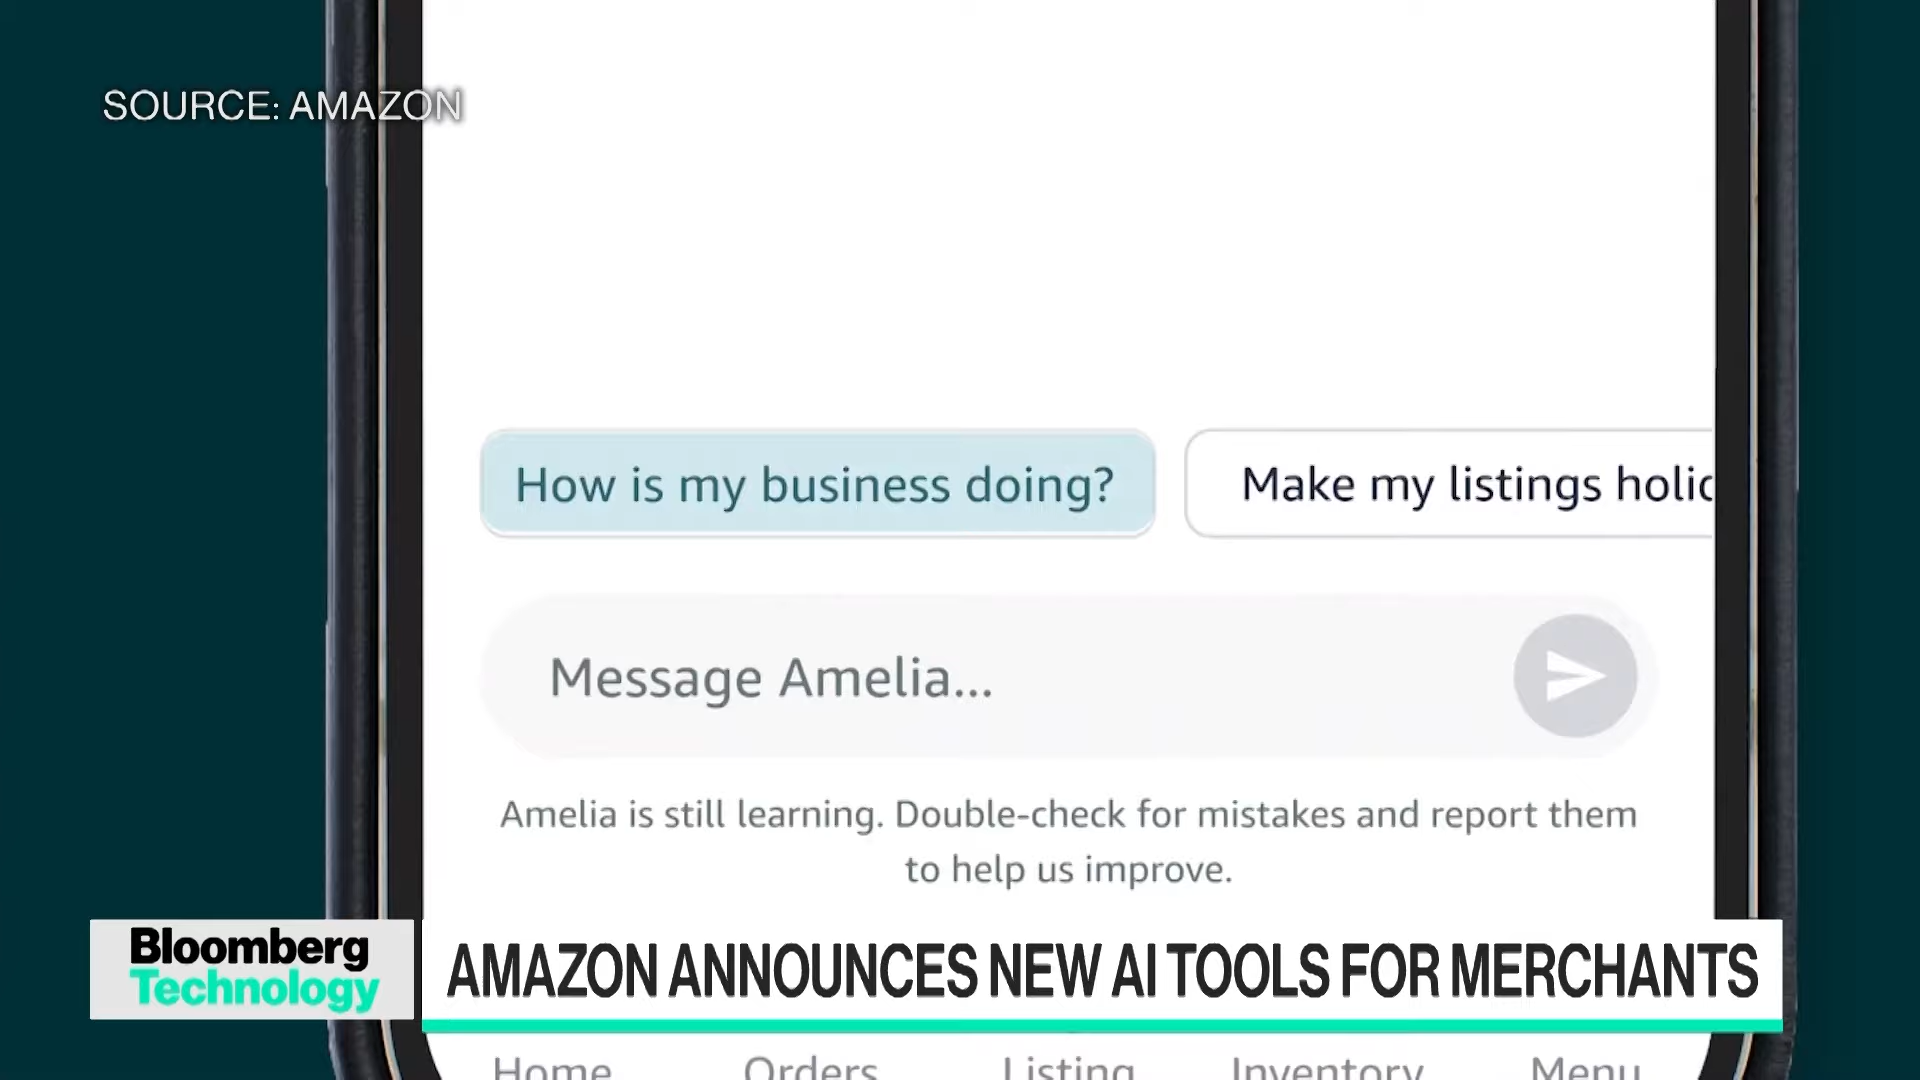 SOURCE: AMAZON
How is my business doing?
Make my listings
Message Amelia...
Amelia is still learning. Double-check for mistakes and report them
to help us improve.
Bloomberg
Technology
AMAZON ANNOUNCES NEW AI TOOLS FOR MERCHANTS
Home
Orders
Listing
Inventory
Menu